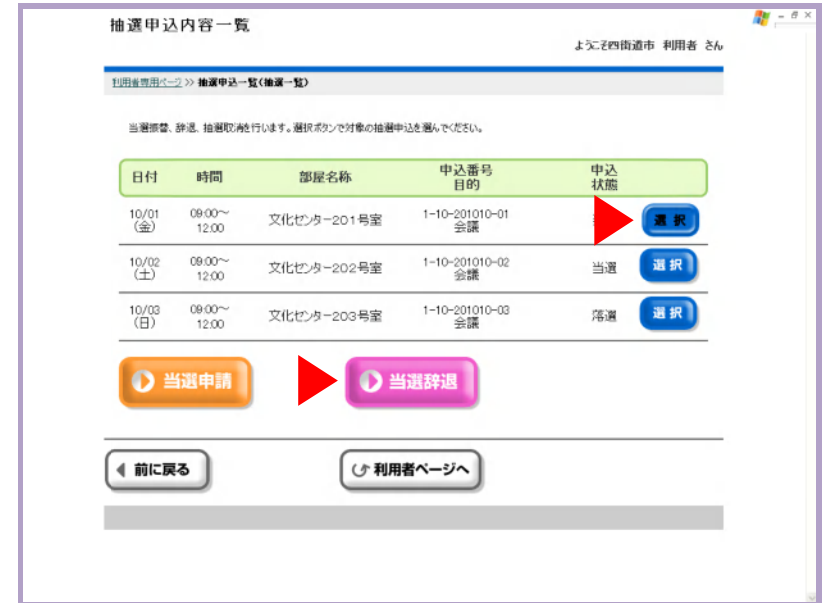 抽選申込内容一覧
ようこそ四街道市 利用者 さん
利用者専用ページ >> 抽選申込一覧(抽選一覧)
当選振替、辞退、抽選取消を行います。選択ボタンで対象の抽選申込を選んでください。
日付 時間 部屋名称 申込番号 目的 申込状態
10/01 (金) 09:00～12:00 文化センター201号室 1-10-201010-01 会議 選択
10/02 (土) 09:00～12:00 文化センター202号室 1-10-201010-02 会議 当選 選択
10/03 (日) 09:00～12:00 文化センター203号室 1-10-201010-03 会議 落選 選択
当選申請 当選辞退
前に戻る 利用者ページへ